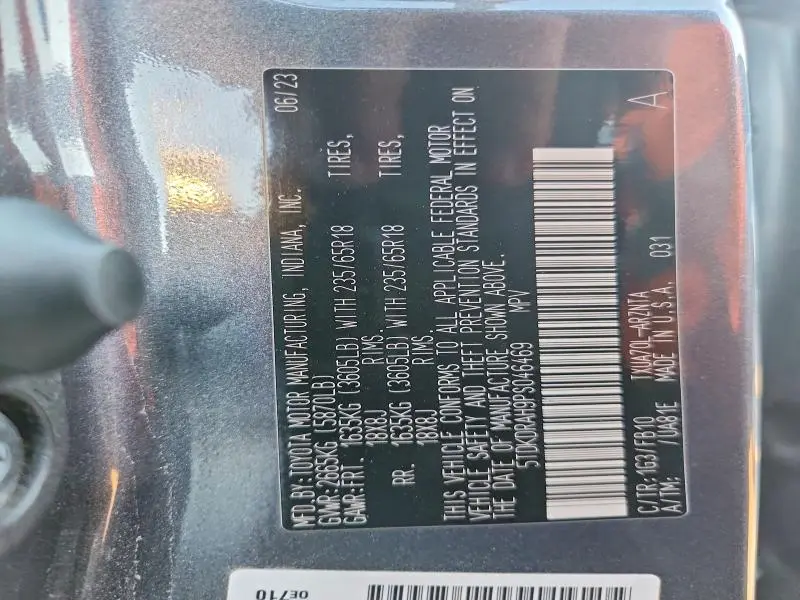 MFD.BY: TOYOTA MOTOR MANUFACTURING, INDIANA, INC. 06/23
GVWR: 2665KG (5870LB)
GAWR: FRT. 1635KG (3605LB) WITH 235/65R18 TIRES,
18X8J RIMS.
RR. 1635KG (3605LB) WITH 235/65R18 TIRES,
18X8J RIMS.
THIS VEHICLE CONFORMS TO ALL APPLICABLE FEDERAL MOTOR
VEHICLE SAFETY AND THEFT PREVENTION STANDARDS IN EFFECT ON
THE DATE OF MANUFACTURE SHOWN ABOVE.
5TDKDRAH9PS046469 MPV
C/TR: 1G3/FB10 TXUA70L-ARZNTA 031 A
A/TM: /UA81E MADE IN U.S.A.
0E710